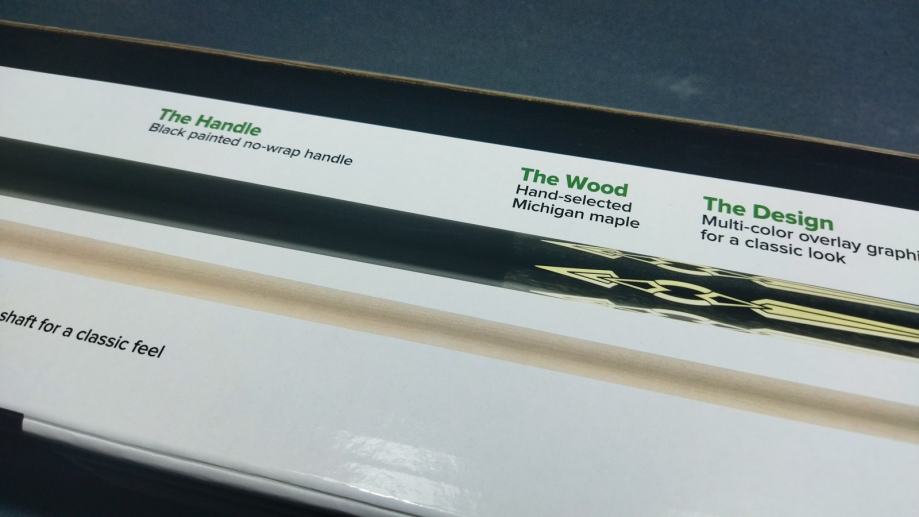 The Handle
Black painted no-wrap handle
The Wood
Hand-selected
Michigan maple
The Design
Multi-color overlay graphi
for a classic look
shaft for a classic feel